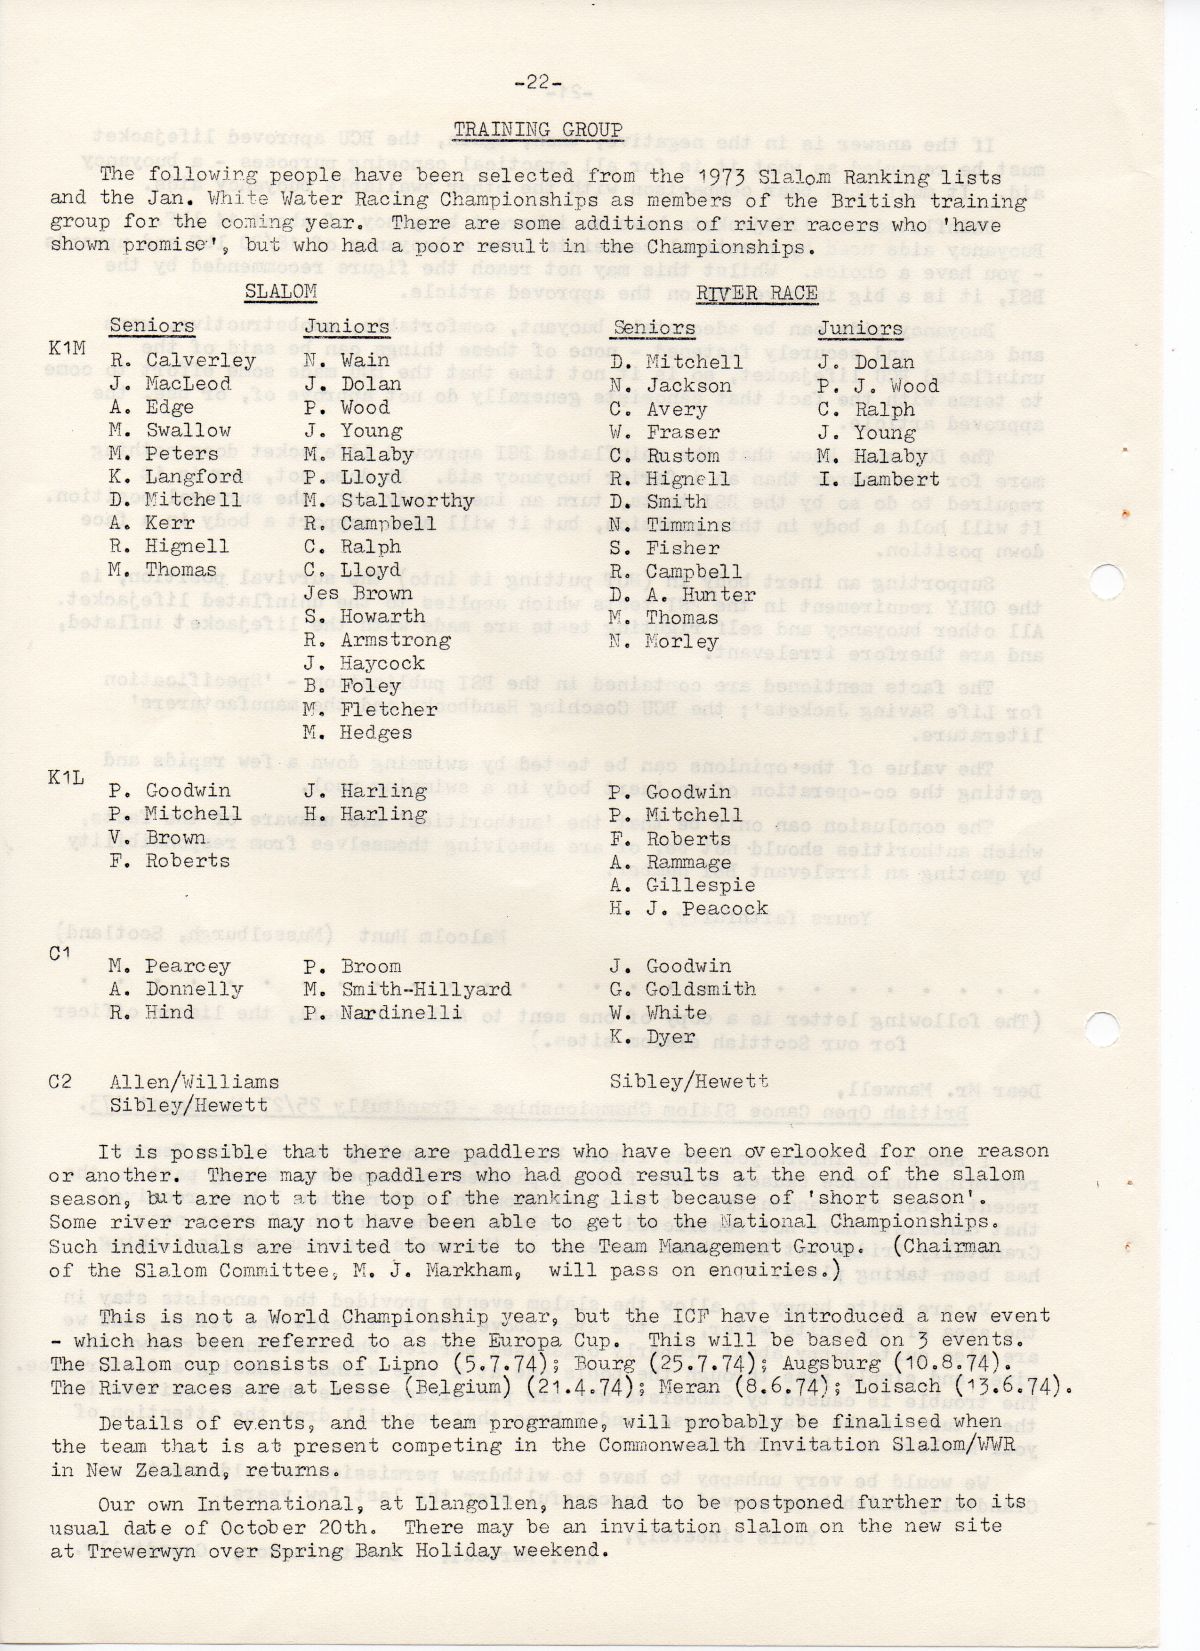 -22-
TRAINING GROUP
The following people have been selected from the 1973 Slalom Ranking lists
and the Jan. White Water Racing Championships as members of the British training
group for the coming year. There are some additions of river racers who 'have
shown promise', but who had a poor result in the Championships.
SLALOM RIVER RACE
Seniors Juniors Seniors Juniors
K1M
R. Calverley N. Wain D. Mitchell J. Dolan
J. MacLeod J. Dolan N. Jackson P. J. Wood
A. Edge P. Wood C. Avery C. Ralph
M. Swallow J. Young W. Fraser J. Young
M. Peters M. Halaby C. Rustom M. Halaby
K. Langford P. Lloyd R. Hignell I. Lambert
D. Mitchell M. Stallworthy D. Smith
A. Kerr R. Campbell N. Timmins
R. Hignell C. Ralph S. Fisher
M. Thomas C. Lloyd R. Campbell
Jes Brown D. A. Hunter
S. Howarth M. Thomas
R. Armstrong N. Morley
J. Haycock
B. Foley
M. Fletcher
M. Hedges
K1L
P. Goodwin J. Harling P. Goodwin
P. Mitchell H. Harling P. Mitchell
V. Brown F. Roberts
F. Roberts A. Rammage
A. Gillespie
H. J. Peacock
C1
M. Pearcey P. Broom J. Goodwin
A. Donnelly M. Smith-Hillyard G. Goldsmith
R. Hind P. Nardinelli W. White
K. Dyer
C2 Allen/Williams Sibley/Hewett
Sibley/Hewett
It is possible that there are paddlers who have been overlooked for one reason
or another. There may be paddlers who had good results at the end of the slalom
season, but are not at the top of the ranking list because of 'short season'.
Some river racers may not have been able to get to the National Championships.
Such individuals are invited to write to the Team Management Group. (Chairman
of the Slalom Committee, M. J. Markham, will pass on enquiries.)
This is not a World Championship year, but the ICF have introduced a new event
- which has been referred to as the Europa Cup. This will be based on 3 events.
The Slalom cup consists of Lipno (5.7.74); Bourg (25.7.74); Augsburg (10.8.74).
The River races are at Lesse (Belgium) (21.4.74); Meran (8.6.74); Loisach (13.6.74).
Details of events, and the team programme, will probably be finalised when
the team that is at present competing in the Commonwealth Invitation Slalom/WWR
in New Zealand, returns.
Our own International, at Llangollen, has had to be postponed further to its
usual date of October 20th. There may be an invitation slalom on the new site
at Trewerwyn over Spring Bank Holiday weekend.